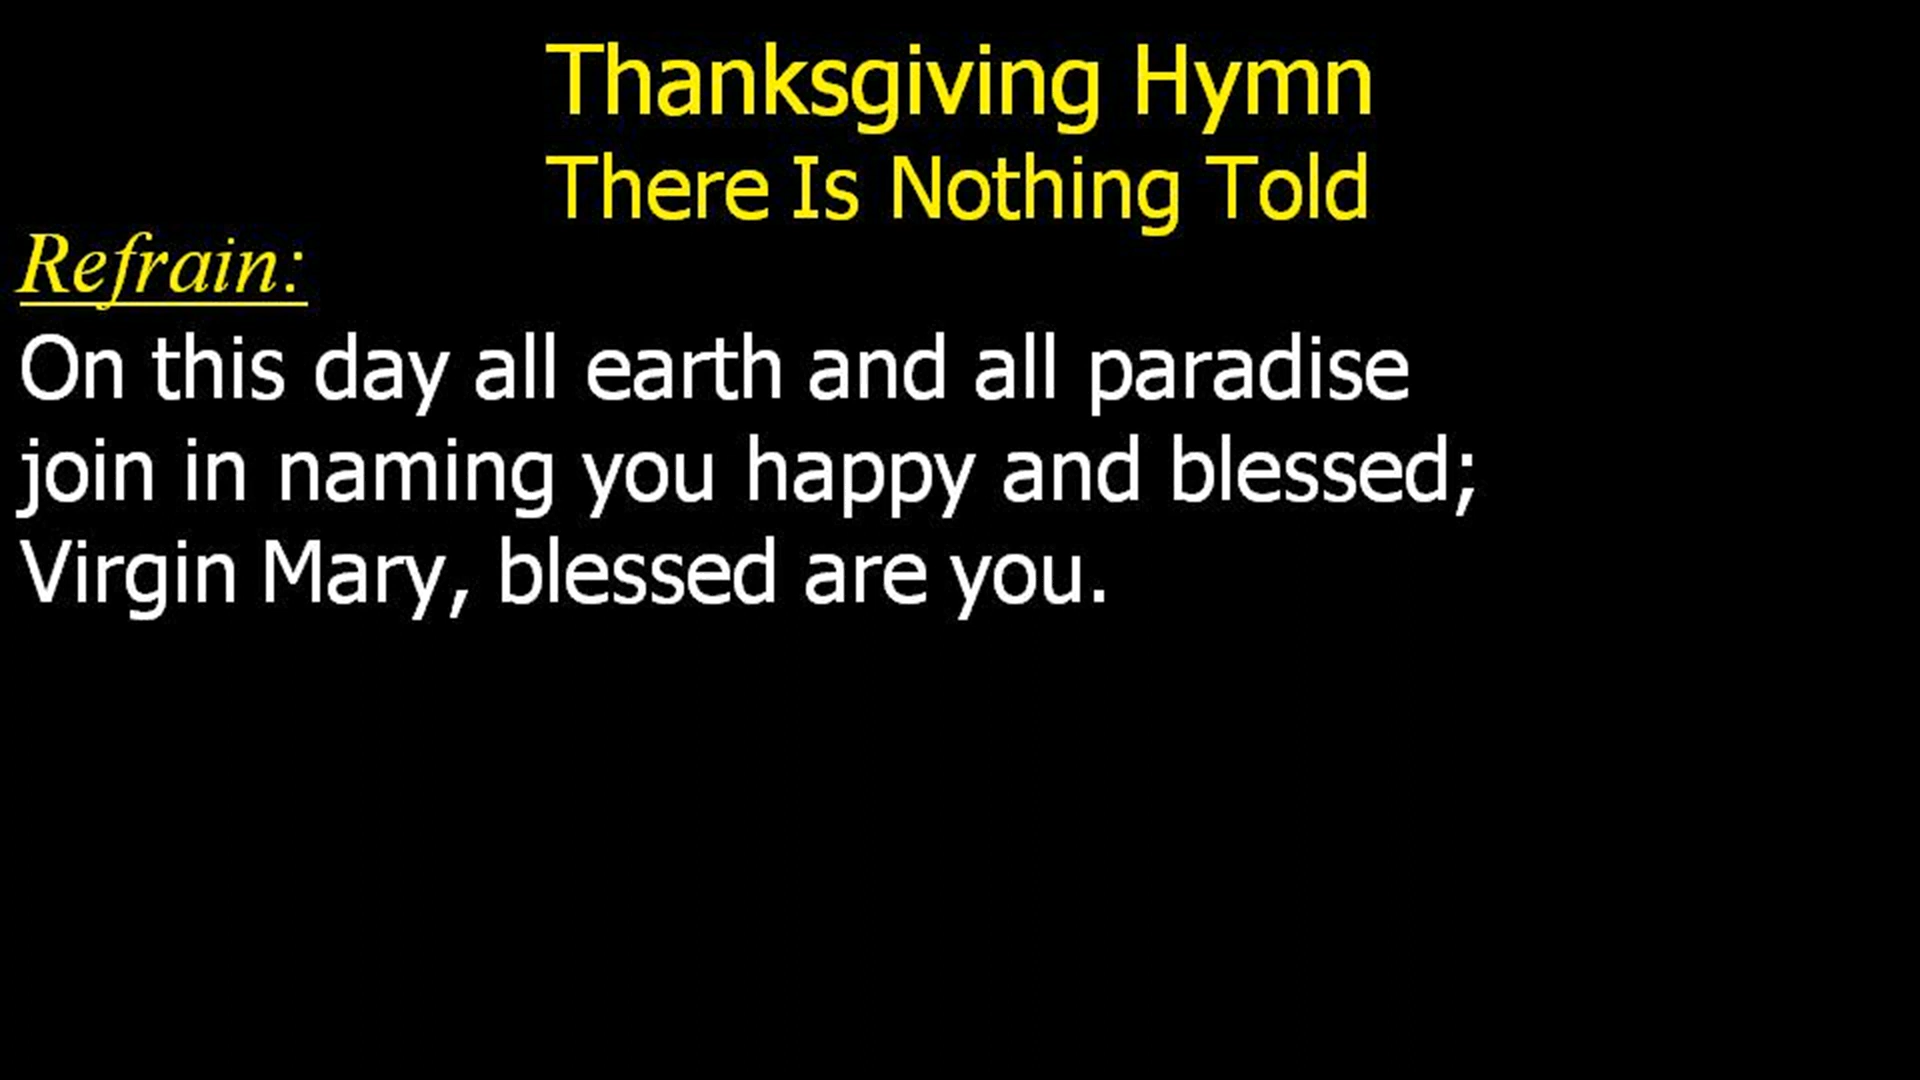 Thanksgiving Hymn
There Is Nothing Told
Refrain:
On this day all earth and all paradise
join in naming you happy and blessed;
Virgin Mary, blessed are you.